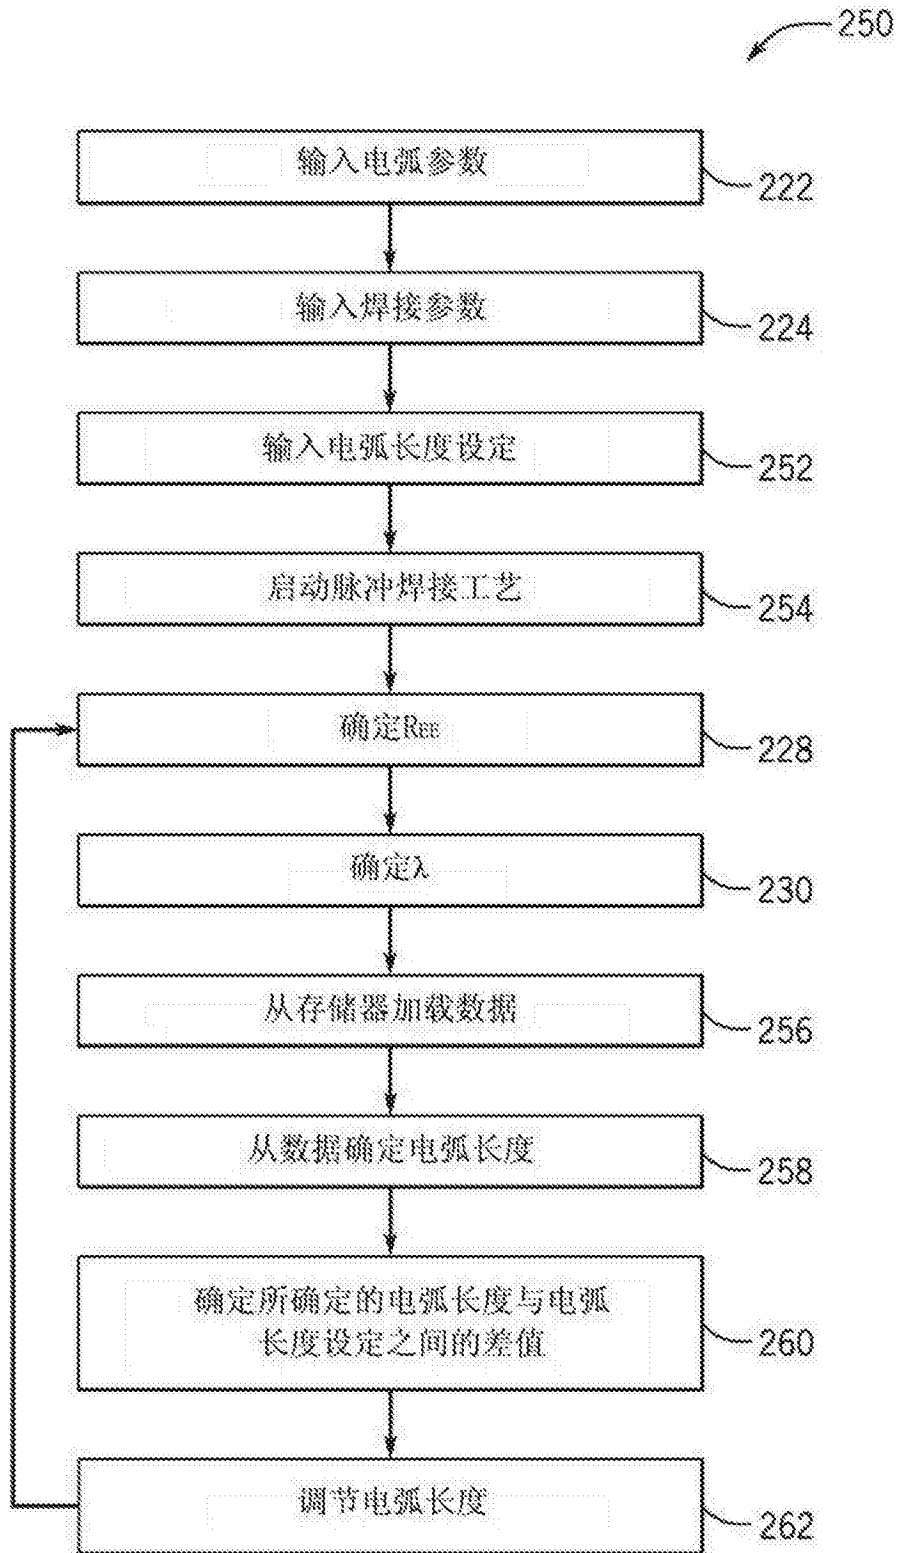 250
输入电弧参数
222
输入焊接参数
224
输入电弧长度设定
252
启动脉冲焊接工艺
254
确定REE
228
确定λ
230
从存储器加载数据
256
从数据确定电弧长度
258
确定所确定的电弧长度与电弧
长度设定之间的差值
260
调节电弧长度
262